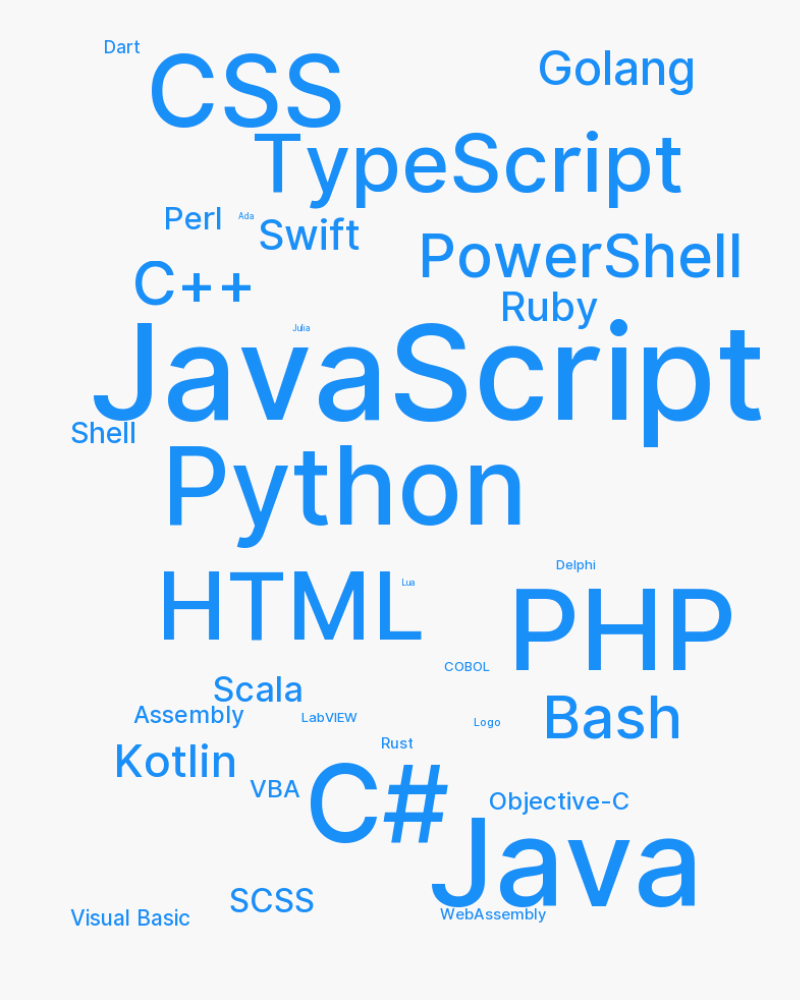 Dart
CSS
Golang
TypeScript
Perl
Ada
Swift
PowerShell
C++
Ruby
Julia
JavaScript
Shell
Python
Delphi
HTML
Lua
PHP
COBOL
Scala
Assembly
LabVIEW
Logo
Bash
Rust
Kotlin
VBA
C#
Objective-C
Java
SCSS
WebAssembly
Visual Basic